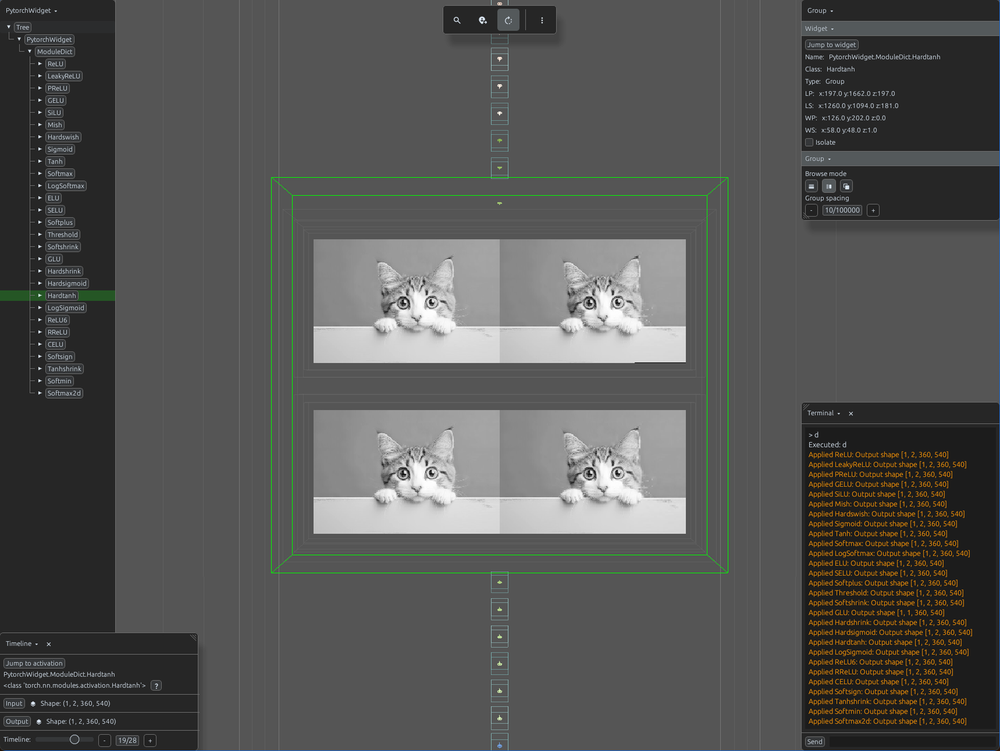 PytorchWidget
Tree
PytorchWidget
ModuleDict
ReLU
LeakyReLU
PReLU
GELU
SiLU
Mish
Hardswish
Sigmoid
Tanh
Softmax
LogSoftmax
ELU
SELU
Softplus
Threshold
Softshrink
GLU
Hardshrink
Hardsigmoid
Hardtanh
LogSigmoid
ReLU6
RReLU
CELU
Softsign
Tanhshrink
Softmin
Softmax2d
Timeline
Jump to activation
PytorchWidget.ModuleDict.Hardtanh
<class 'torch.nn.modules.activation.Hardtanh'> ?
Input Shape: (1, 2, 360, 540)
Output Shape: (1, 2, 360, 540)
Timeline: - 19/28 +
Group
Widget
Jump to widget
Name: PytorchWidget.ModuleDict.Hardtanh
Class: Hardtanh
Type: Group
LP: x:197.0 y:1662.0 z:197.0
LS: x:1260.0 y:1094.0 z:181.0
WP: x:126.0 y:202.0 z:0.0
WS: x:58.0 y:48.0 z:1.0
Isolate
Group
Browse mode
Group spacing
- 10/100000 +
Terminal
> d
Executed: d
Applied ReLU: Output shape [1, 2, 360, 540]
Applied LeakyReLU: Output shape [1, 2, 360, 540]
Applied PReLU: Output shape [1, 2, 360, 540]
Applied GELU: Output shape [1, 2, 360, 540]
Applied SiLU: Output shape [1, 2, 360, 540]
Applied Mish: Output shape [1, 2, 360, 540]
Applied Hardswish: Output shape [1, 2, 360, 540]
Applied Sigmoid: Output shape [1, 2, 360, 540]
Applied Tanh: Output shape [1, 2, 360, 540]
Applied Softmax: Output shape [1, 2, 360, 540]
Applied LogSoftmax: Output shape [1, 2, 360, 540]
Applied ELU: Output shape [1, 2, 360, 540]
Applied SELU: Output shape [1, 2, 360, 540]
Applied Softplus: Output shape [1, 2, 360, 540]
Applied Threshold: Output shape [1, 2, 360, 540]
Applied Softshrink: Output shape [1, 2, 360, 540]
Applied GLU: Output shape [1, 1, 360, 540]
Applied Hardshrink: Output shape [1, 2, 360, 540]
Applied Hardsigmoid: Output shape [1, 2, 360, 540]
Applied Hardtanh: Output shape [1, 2, 360, 540]
Applied LogSigmoid: Output shape [1, 2, 360, 540]
Applied ReLU6: Output shape [1, 2, 360, 540]
Applied RReLU: Output shape [1, 2, 360, 540]
Applied CELU: Output shape [1, 2, 360, 540]
Applied Softsign: Output shape [1, 2, 360, 540]
Applied Tanhshrink: Output shape [1, 2, 360, 540]
Applied Softmin: Output shape [1, 2, 360, 540]
Applied Softmax2d: Output shape [1, 2, 360, 540]
Send